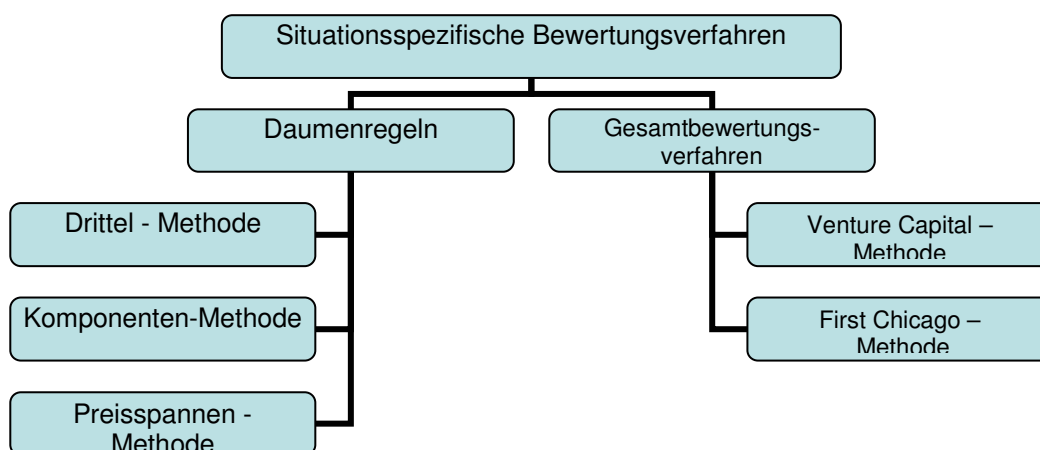 Situationsspezifische Bewertungsverfahren
Daumenregeln
Gesamtbewertungs-
verfahren
Drittel - Methode
Komponenten-Methode
Preisspannen -
Methode
Venture Capital –
Methode
First Chicago –
Methode